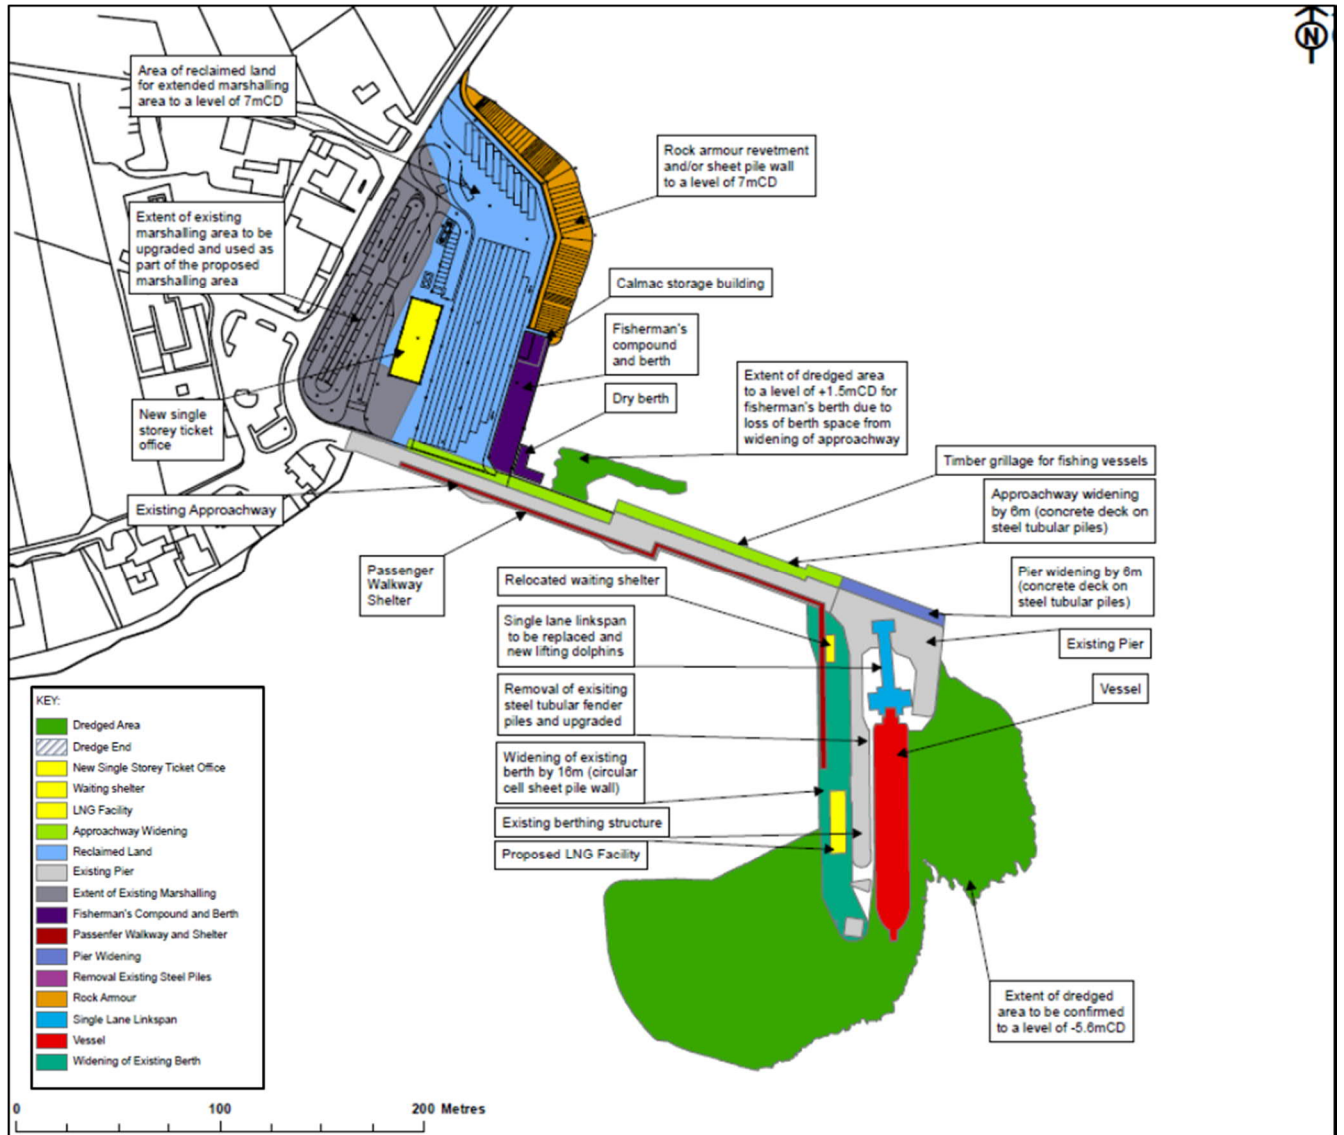 N
Area of reclaimed land
for extended marshalling
area to a level of 7mCD
Rock armour revetment
and/or sheet pile wall
to a level of 7mCD
Extent of existing
marshalling area to be
upgraded and used as
part of the proposed
marshalling area
Calmac storage building
Fisherman's
compound
and berth
Dry berth
Extent of dredged area
to a level of +1.5mCD for
fisherman's berth due to
loss of berth space from
widening of approachway
New single
storey ticket
office
Timber grillage for fishing vessels
Approachway widening
by 6m (concrete deck on
steel tubular piles)
Existing Approachway
Passenger
Walkway
Shelter
Relocated waiting shelter
Pier widening by 6m
(concrete deck on
steel tubular piles)
Single lane linkspan
to be replaced and
new lifting dolphins
Existing Pier
Removal of exisiting
steel tubular fender
piles and upgraded
Vessel
Widening of existing
berth by 16m (circular
cell sheet pile wall)
Existing berthing structure
Proposed LNG Facility
Extent of dredged
area to be confirmed
to a level of -5.6mCD
KEY:
Dredged Area
Dredge End
New Single Storey Ticket Office
Waiting shelter
LNG Facility
Approachway Widening
Reclaimed Land
Existing Pier
Extent of Existing Marshalling
Fisherman's Compound and Berth
Passenfer Walkway and Shelter
Pier Widening
Removal Existing Steel Piles
Rock Armour
Single Lane Linkspan
Vessel
Widening of Existing Berth
0 100 200 Metres